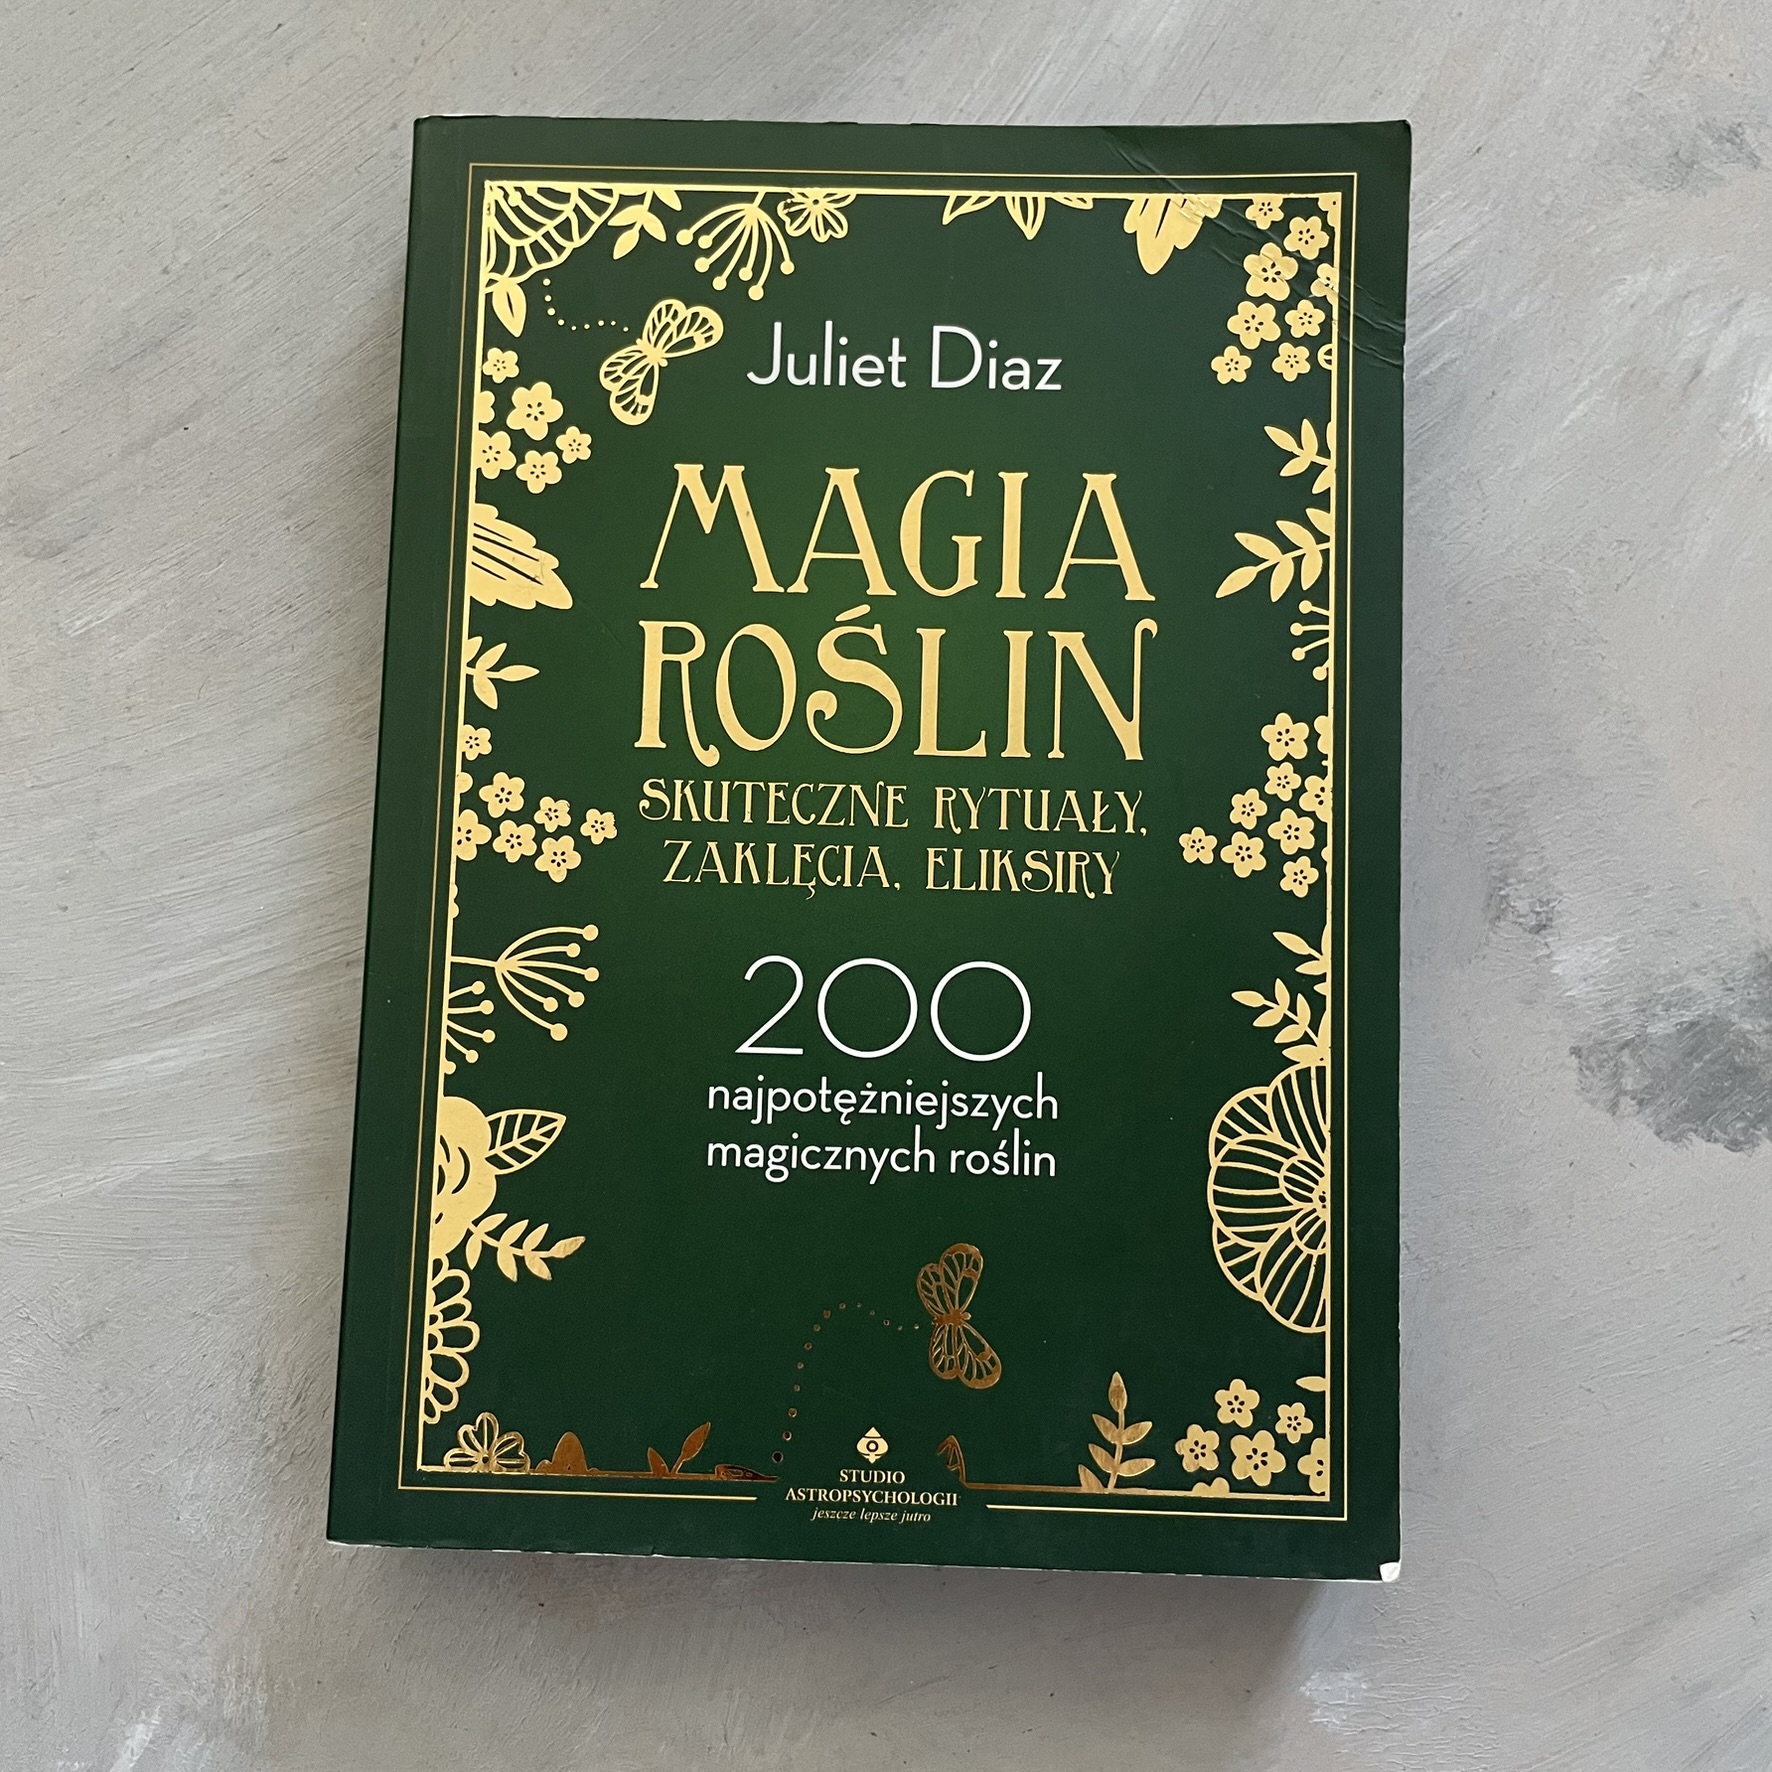 Juliet Diaz
MAGIA
ROŚLIN
SKUTECZNE RYTUAŁY,
ZAKLĘCIA, ELIKSIRY
200
najpotężniejszych
magicznych roślin
STUDIO
ASTROPSYCHOLOGII
jeszcze lepsze jutro